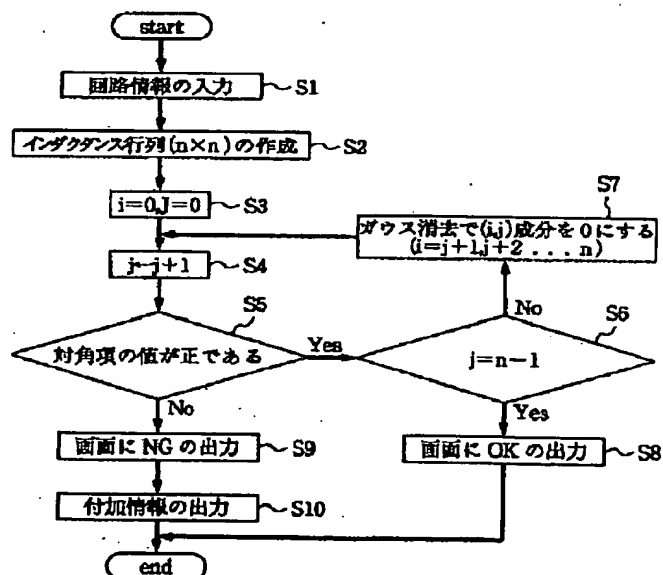 start
回路情報の入力
S1
インダクタンス行列(n×n)の作成
S2
i=0,J=0
S3
S7
ガウス消去で(i,j)成分を0にする
(i=j+1,j+2 . . . n)
j←j+1
S4
S5
対角項の値が正である
Yes
No
S6
j=n-1
No
Yes
画面に NG の出力
S9
画面に OK の出力
S8
付加情報の出力
S10
end